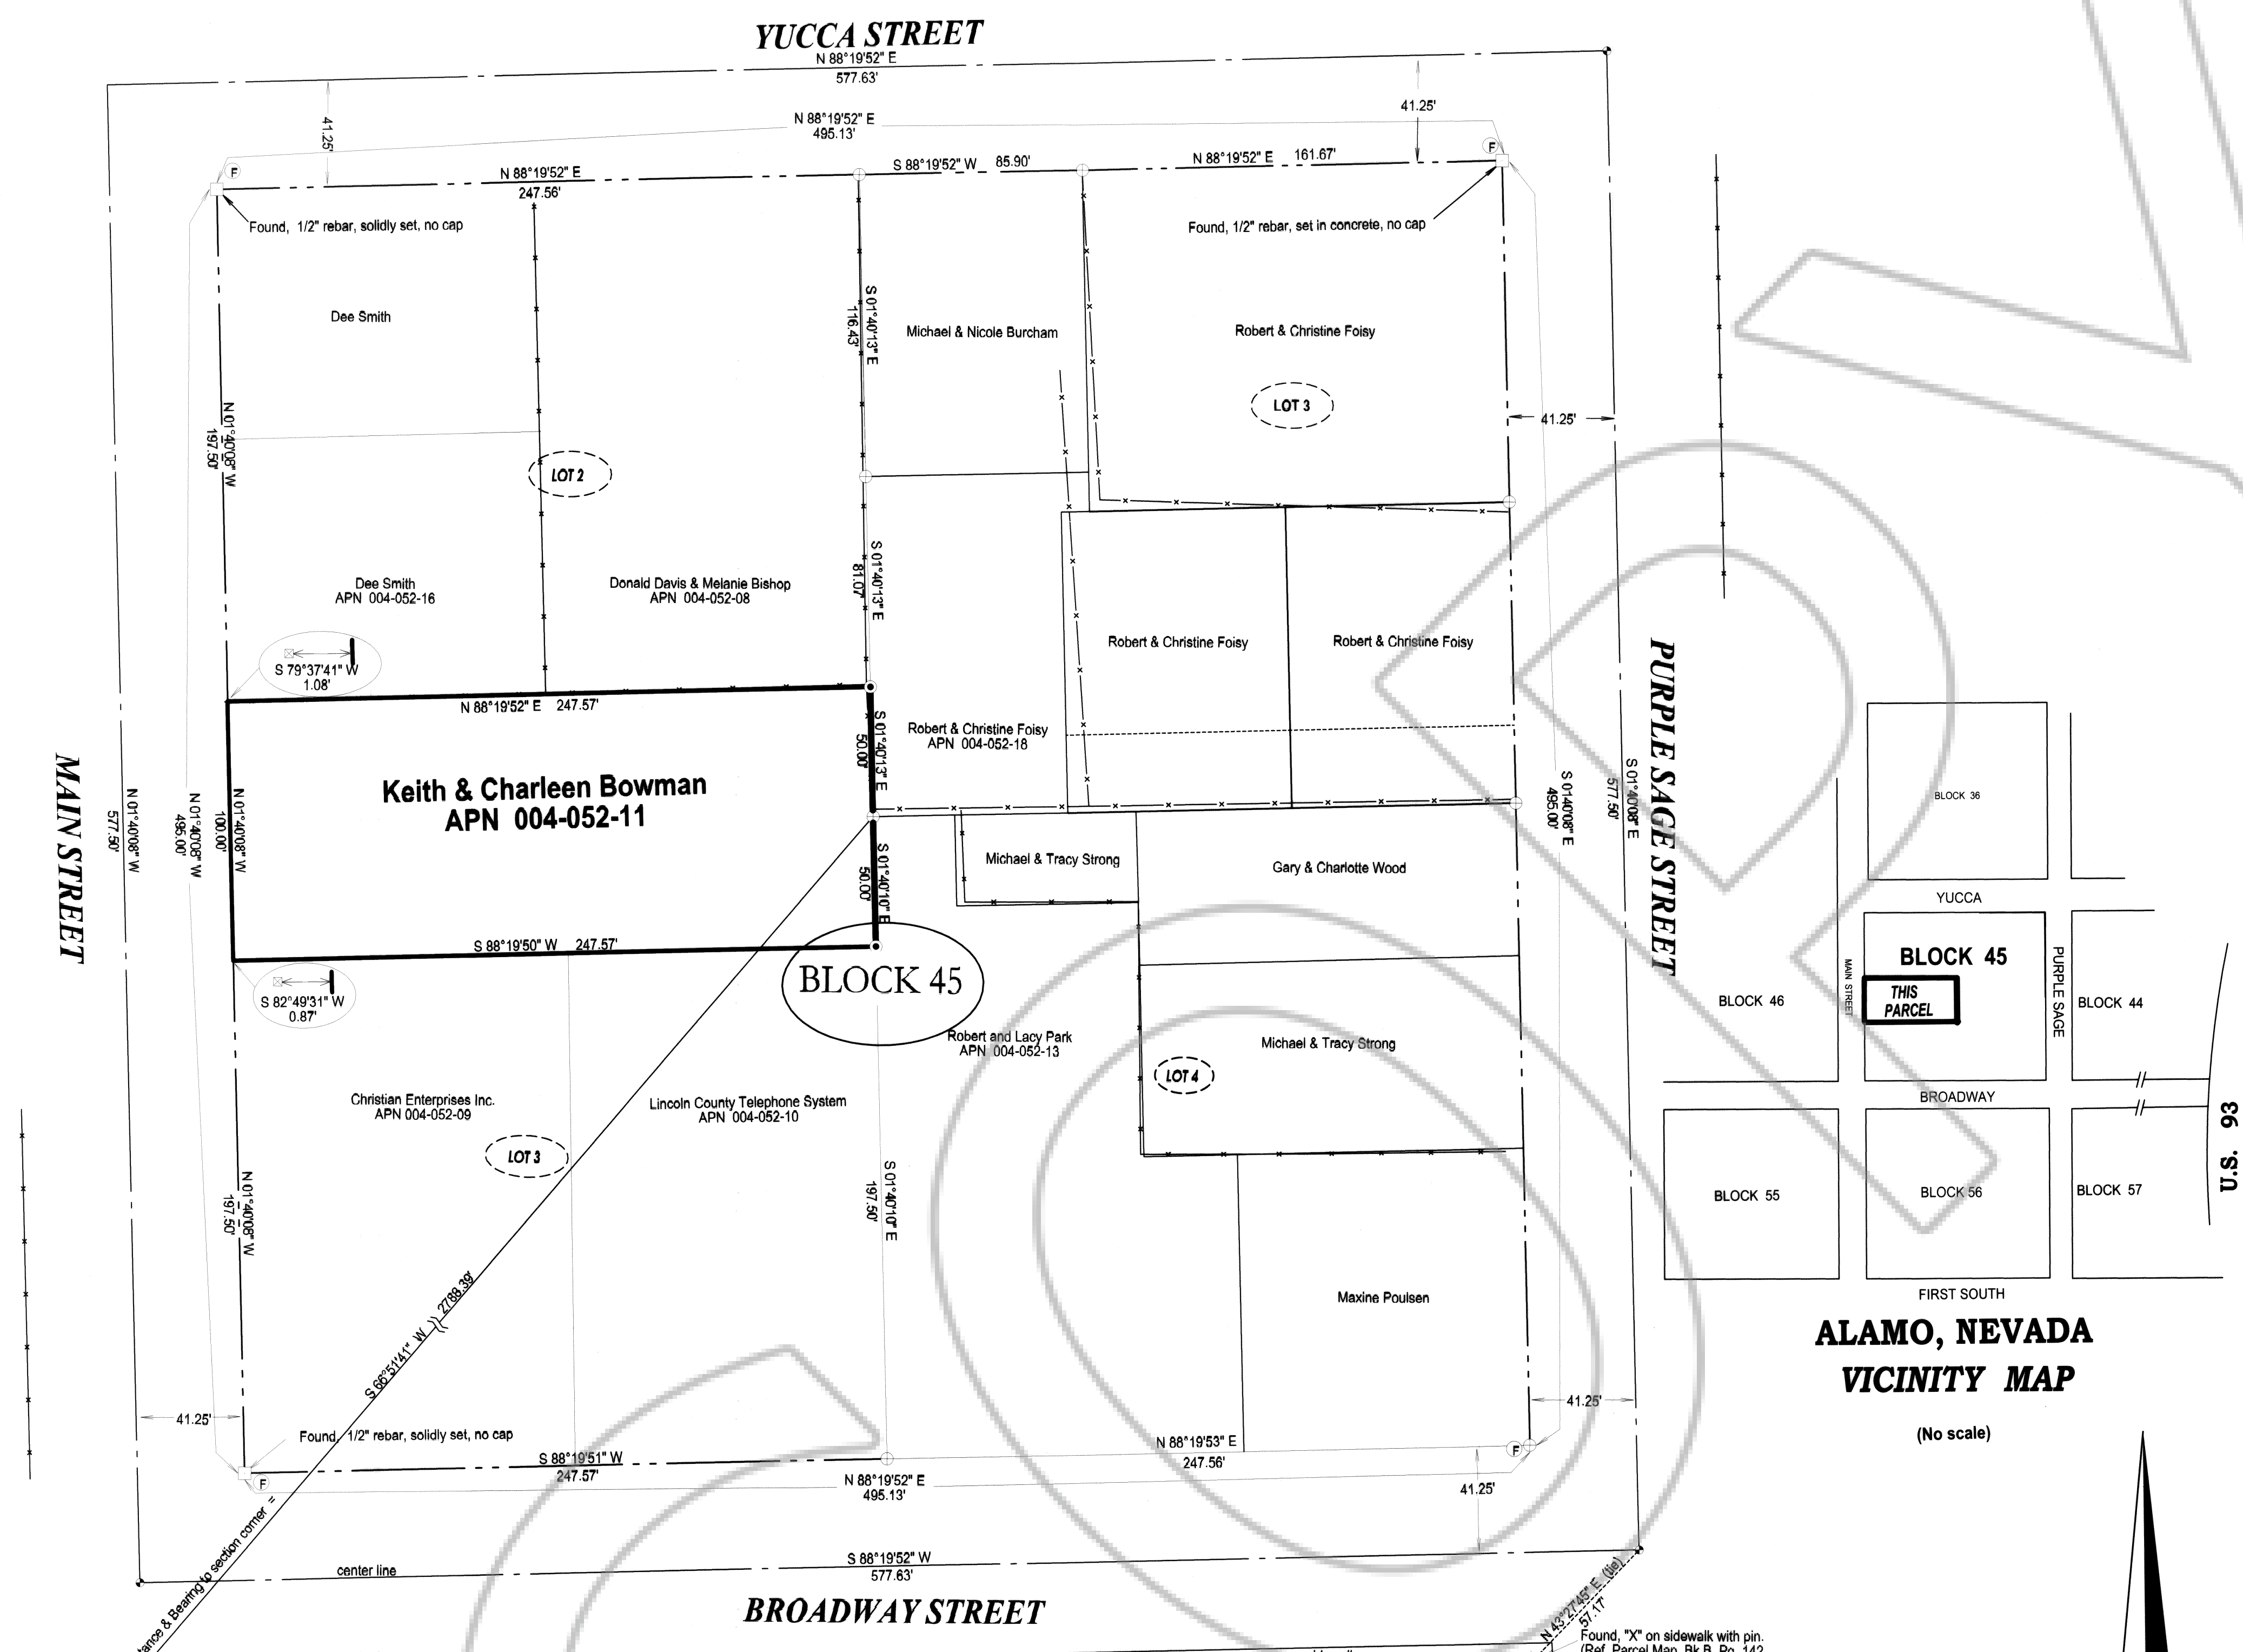 YUCCA STREET
N 88°19'52" E
577.63'
41.25'
41.25'
N 88°19'52" E
495.13'
F
F
N 88°19'52" E
247.56'
S 88°19'52" W 85.90'
N 88°19'52" E 161.67'
Found, 1/2" rebar, solidly set, no cap
Found, 1/2" rebar, set in concrete, no cap
Dee Smith
S 01°40'13" E
116.43'
Michael & Nicole Burcham
Robert & Christine Foisy
LOT 3
41.25'
N 01°40'08" W
197.50'
LOT 2
Dee Smith
APN 004-052-16
Donald Davis & Melanie Bishop
APN 004-052-08
S 01°40'13" E
81.07'
Robert & Christine Foisy
Robert & Christine Foisy
S 79°37'41" W
1.08'
N 88°19'52" E 247.57'
Robert & Christine Foisy
APN 004-052-18
S 01°40'13" E
50.00'
PURPLE SAGE STREET
MAIN STREET
N 01°40'08" W
577.50'
N 01°40'08" W
495.00'
N 01°40'08" W
100.00'
Keith & Charleen Bowman
APN 004-052-11
S 0140'08" E
495.00'
S 01°40'08" E
577.50'
S 01°40'10" E
50.00'
Michael & Tracy Strong
Gary & Charlotte Wood
S 88°19'50" W 247.57'
BLOCK 45
S 82°49'31" W
0.87'
Robert and Lacy Park
APN 004-052-13
Michael & Tracy Strong
LOT 4
Christian Enterprises Inc.
APN 004-052-09
Lincoln County Telephone System
APN 004-052-10
LOT 3
N 01°40'08" W
197.50'
S 01°40'10" E
197.50'
Maxine Poulsen
S 66°51'41" W 2788.39'
41.25'
41.25'
Found, 1/2" rebar, solidly set, no cap
F
S 88°19'51" W
247.57'
N 88°19'53" E
247.56'
F
N 88°19'52" E
495.13'
41.25'
tance & Bearing to section corner =
center line
S 88°19'52" W
577.63'
BROADWAY STREET
N 43°27'45" E (tie)
57.17'
Found, "X" on sidewalk with pin.
(Ref. Parcel Map, Bk B, Pg. 142
BLOCK 36
YUCCA
BLOCK 45
THIS
PARCEL
MAIN STREET
BLOCK 46
PURPLE SAGE
BLOCK 44
BROADWAY
BLOCK 55
BLOCK 56
BLOCK 57
U.S. 93
FIRST SOUTH
ALAMO, NEVADA
VICINITY MAP
(No scale)